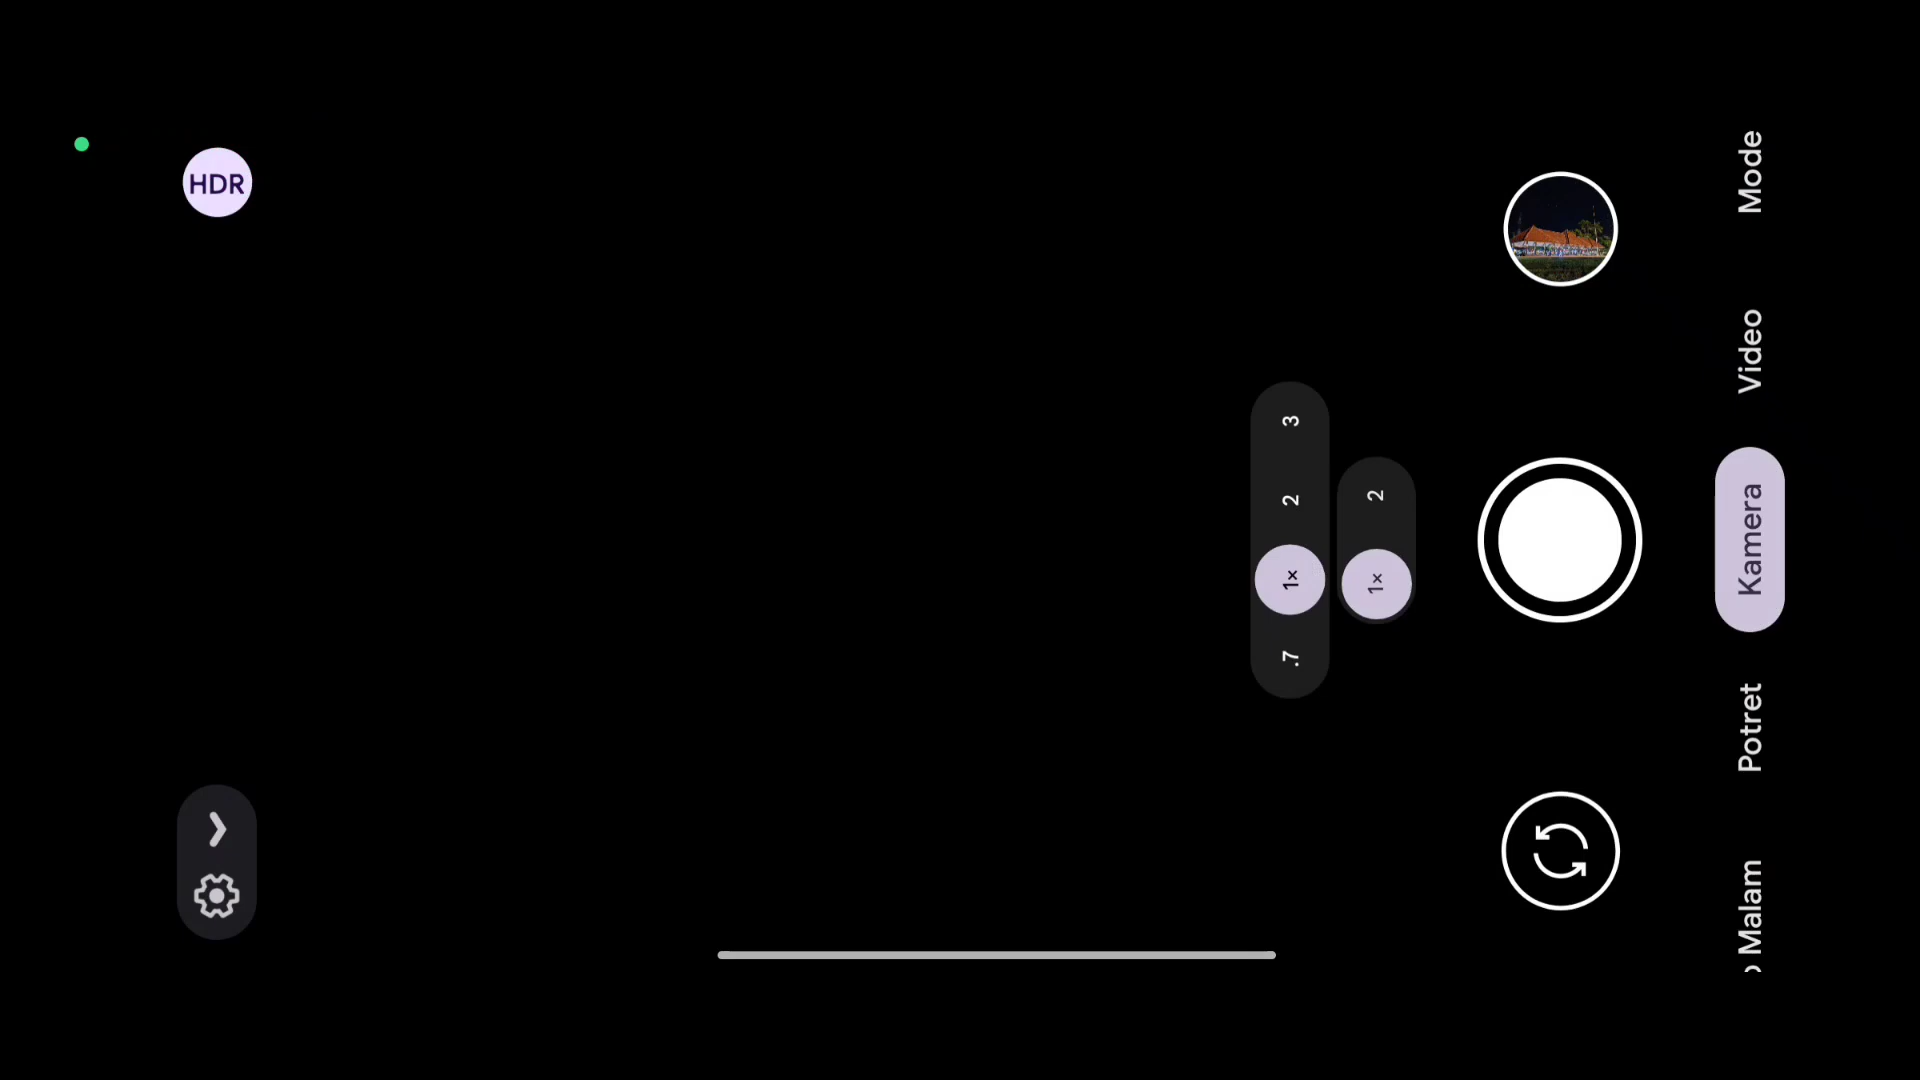 HDR
3
2
1×
.7
2
1×
Mode
Video
Kamera
Potret
Malam